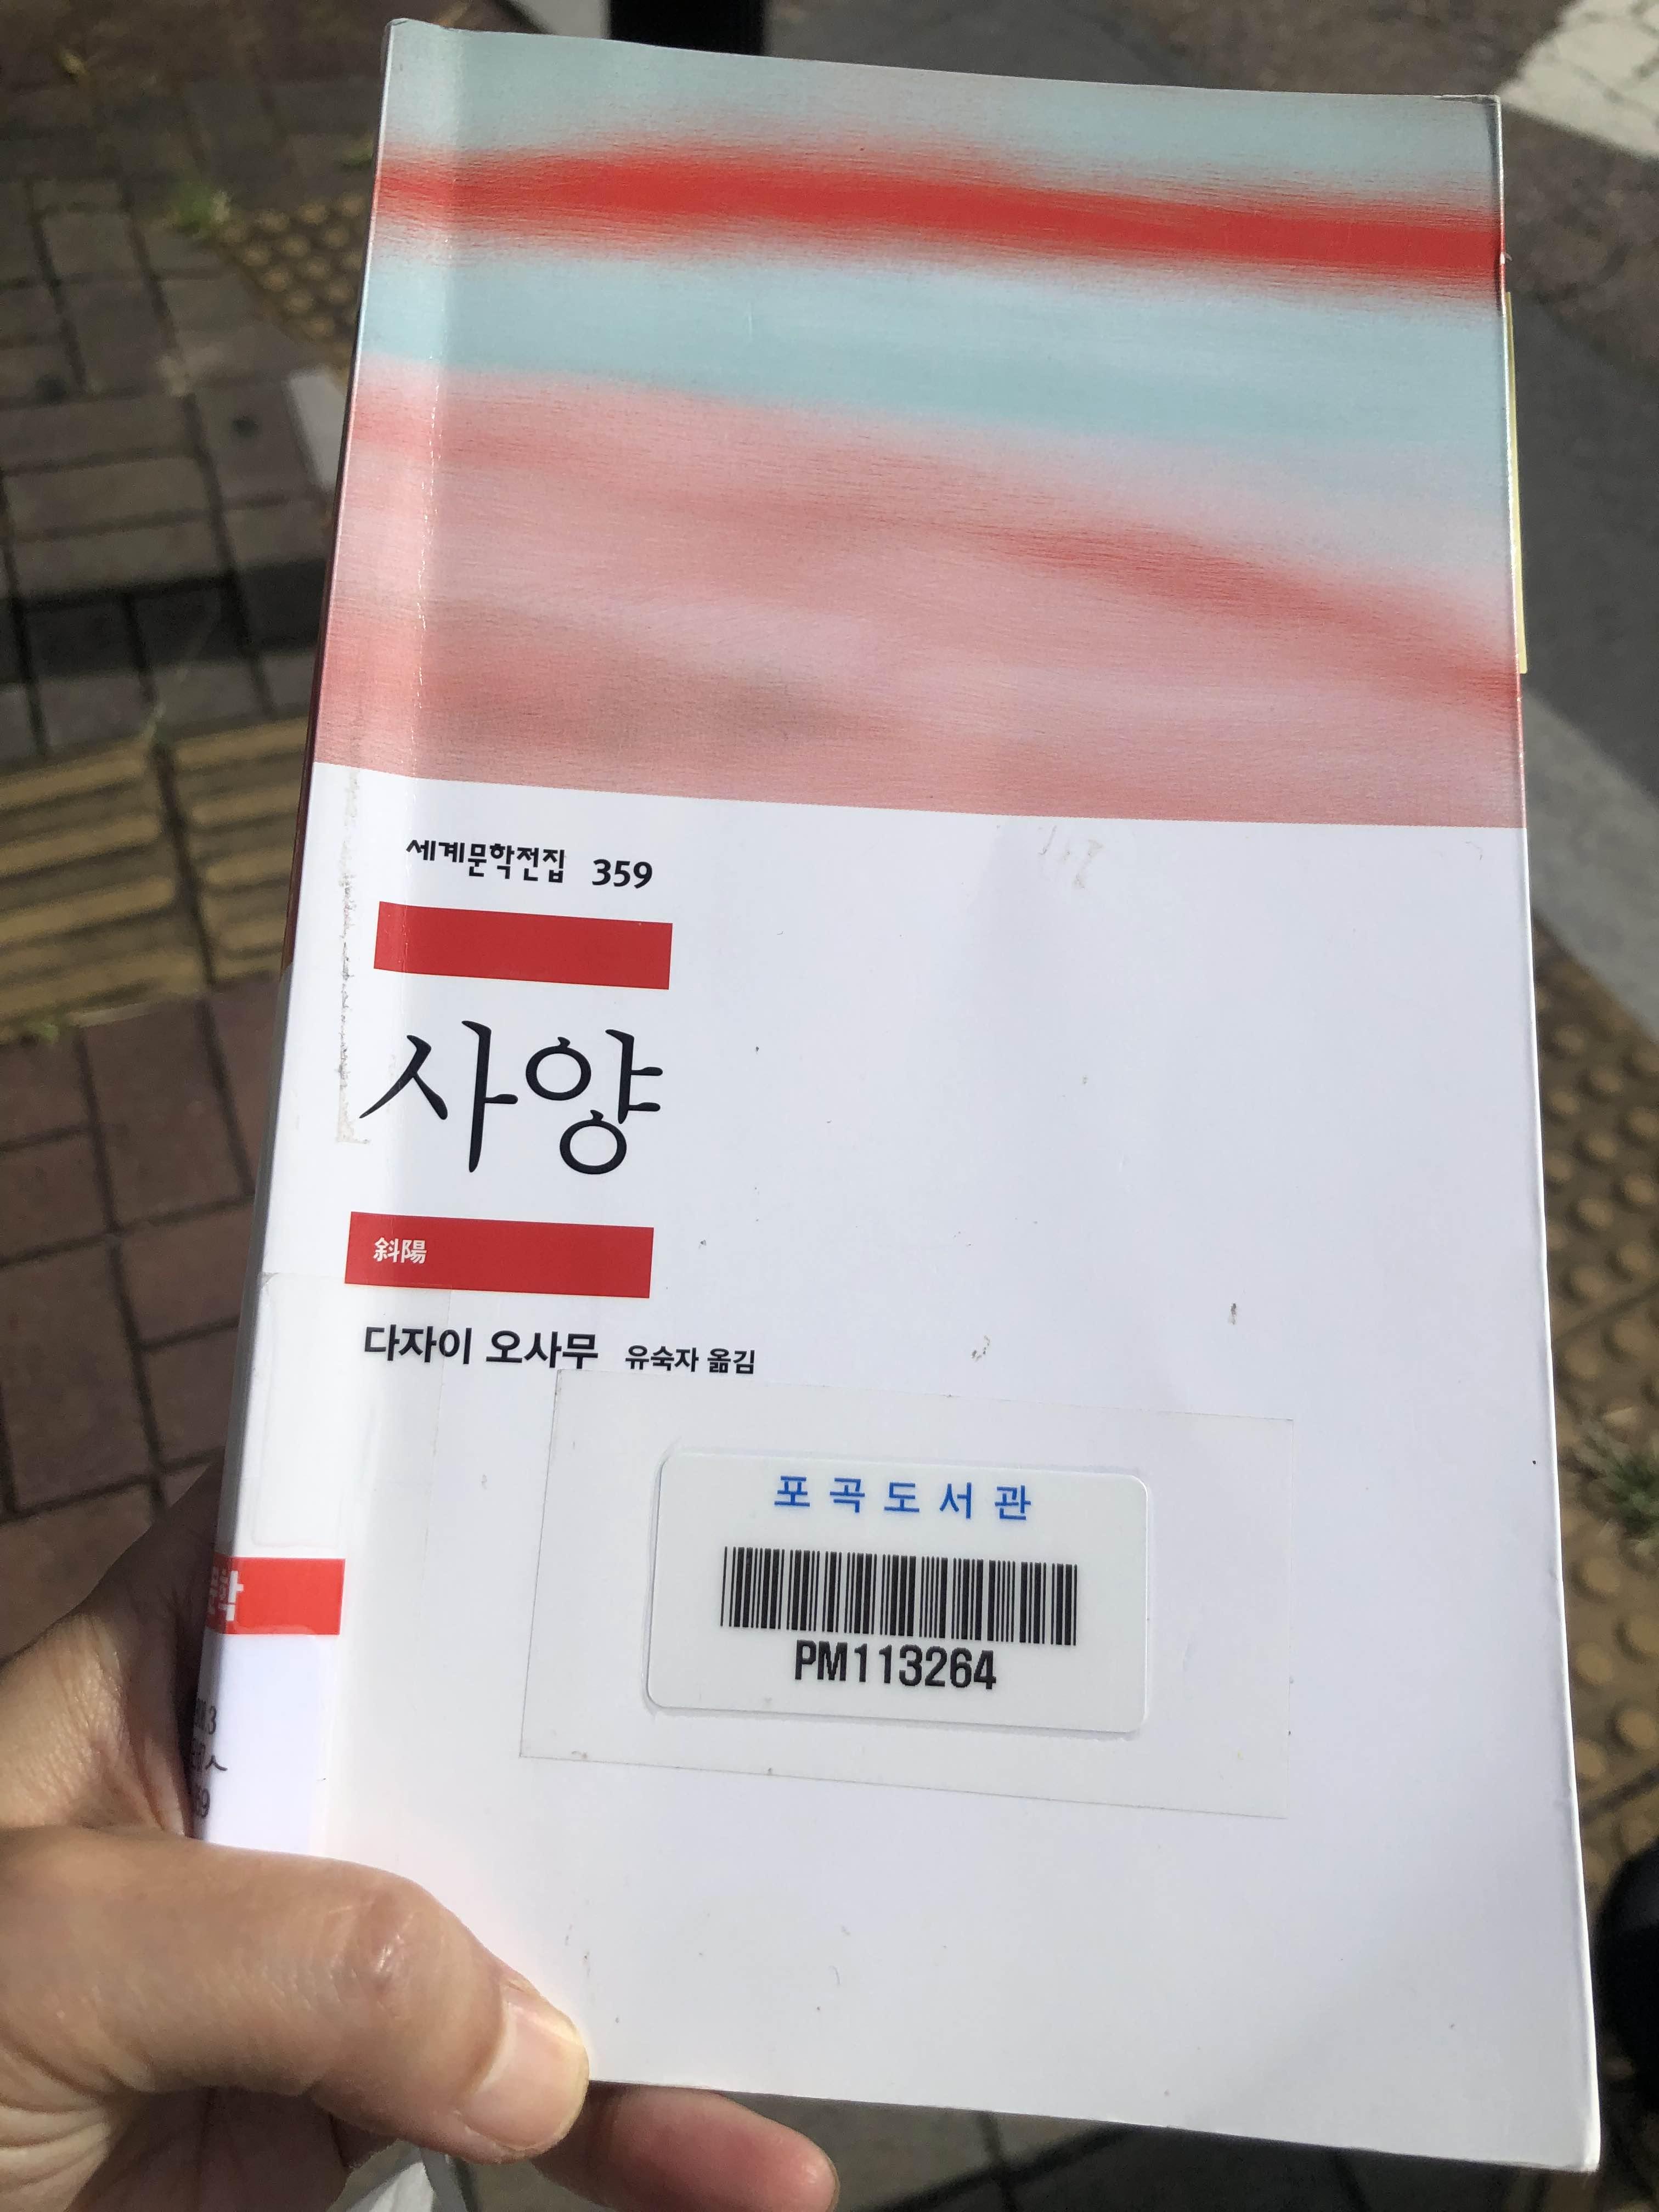 세계문학전집 359
사양
斜陽
다자이 오사무 유숙자 옮김
포곡도서관
PM113264